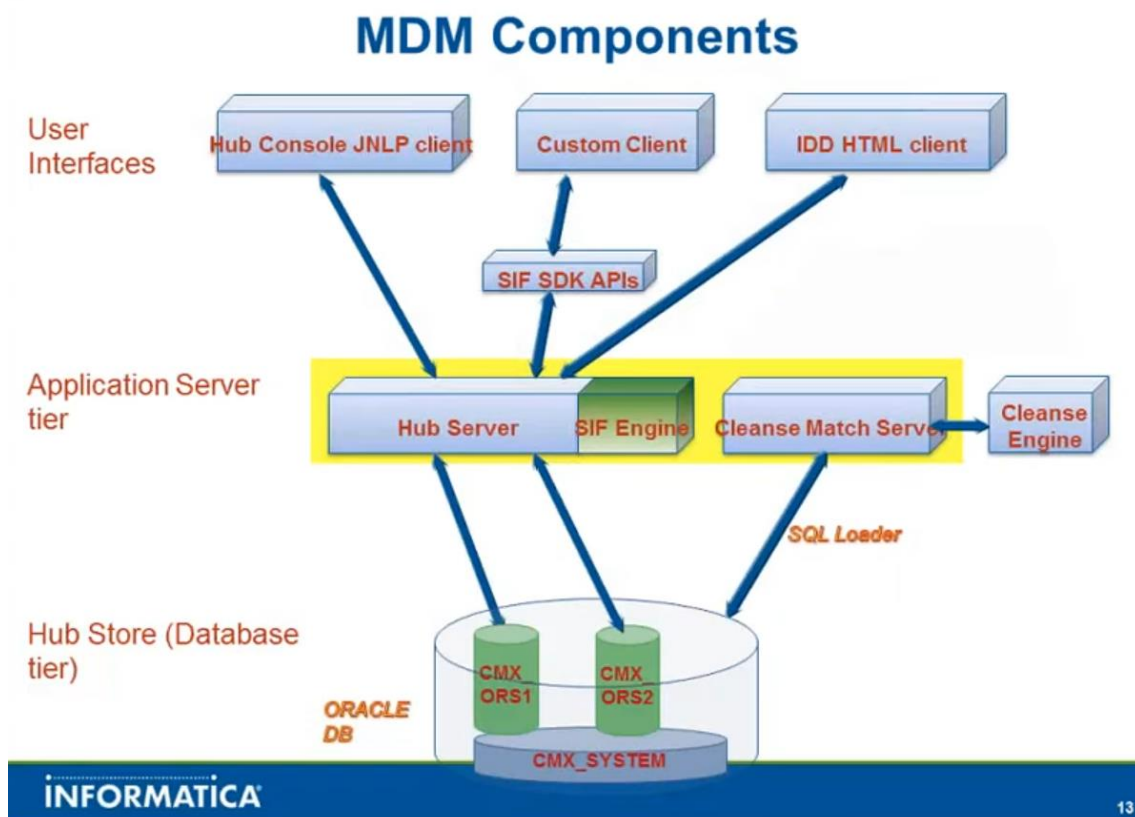 MDM Components
User
Interfaces
Hub Console JNLP client
Custom Client
IDD HTML client
SIF SDK APIs
Application Server
tier
Hub Server
SIF Engine
Cleanse Match Server
Cleanse
Engine
SQL Loader
Hub Store (Database
tier)
CMX_
ORS1
CMX_
ORS2
ORACLE
DB
CMX_SYSTEM
INFORMATICA
13